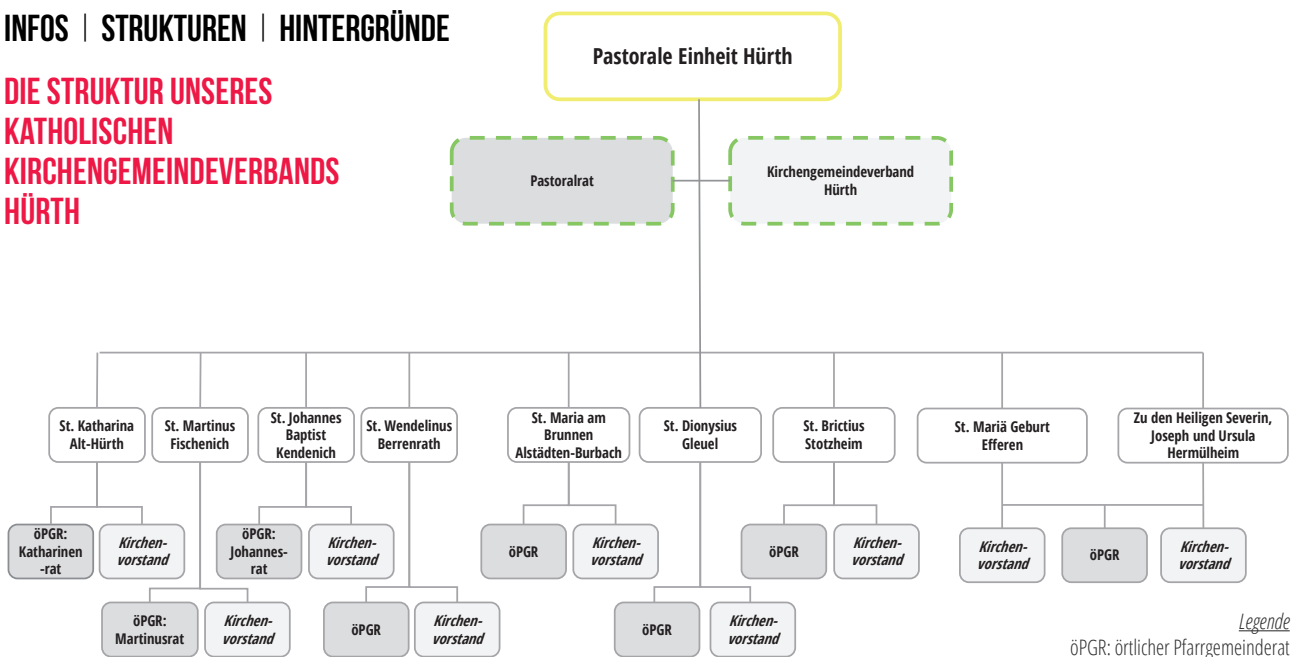 INFOS | STRUKTUREN | HINTERGRÜNDE
DIE STRUKTUR UNSERES
KATHOLISCHEN
KIRCHENGEMEINDEVERBANDS
HÜRTH
Pastorale Einheit Hürth
Pastoralrat
Kirchengemeindeverband
Hürth
St. Katharina
Alt-Hürth
St. Martinus
Fischenich
St. Johannes
Baptist
Kendenich
St. Wendelinus
Berrenrath
St. Maria am
Brunnen
Alstädten-Burbach
St. Dionysius
Gleuel
St. Brictius
Stotzheim
St. Mariä Geburt
Efferen
Zu den Heiligen Severin,
Joseph und Ursula
Hermülheim
öPGR:
Katharinen
-rat
Kirchen-
vorstand
öPGR:
Johannes-
rat
Kirchen-
vorstand
öPGR
Kirchen-
vorstand
öPGR
Kirchen-
vorstand
Kirchen-
vorstand
öPGR
Kirchen-
vorstand
öPGR:
Martinusrat
Kirchen-
vorstand
öPGR
Kirchen-
vorstand
öPGR
Kirchen-
vorstand
Legende
öPGR: örtlicher Pfarrgemeinderat